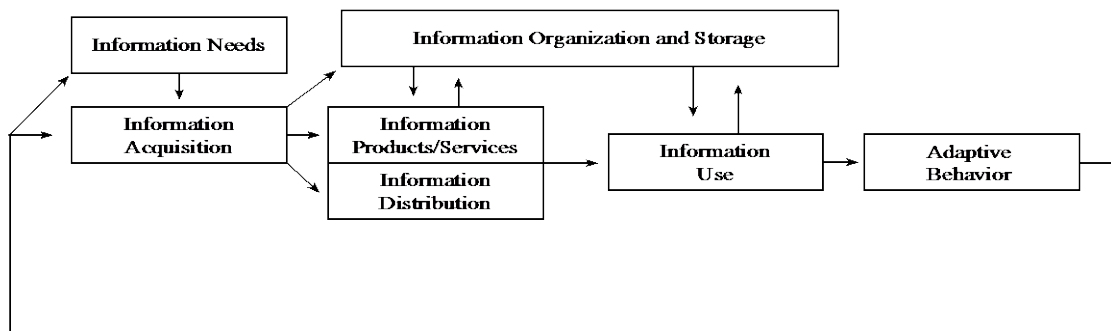 Information Needs
Information Organization and Storage
Information
Acquisition
Information
Products/Services
Information
Distribution
Information
Use
Adaptive
Behavior